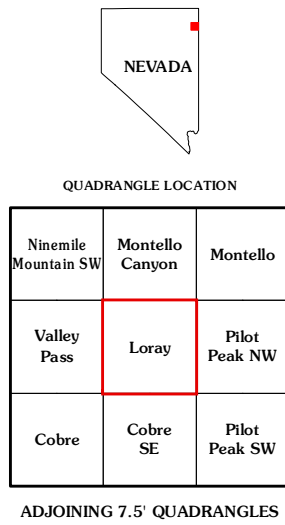 NEVADA
QUADRANGLE LOCATION
Ninemile
Mountain SW
Montello
Canyon
Montello
Valley
Pass
Loray
Pilot
Peak NW
Cobre
Cobre
SE
Pilot
Peak SW
ADJOINING 7.5' QUADRANGLES